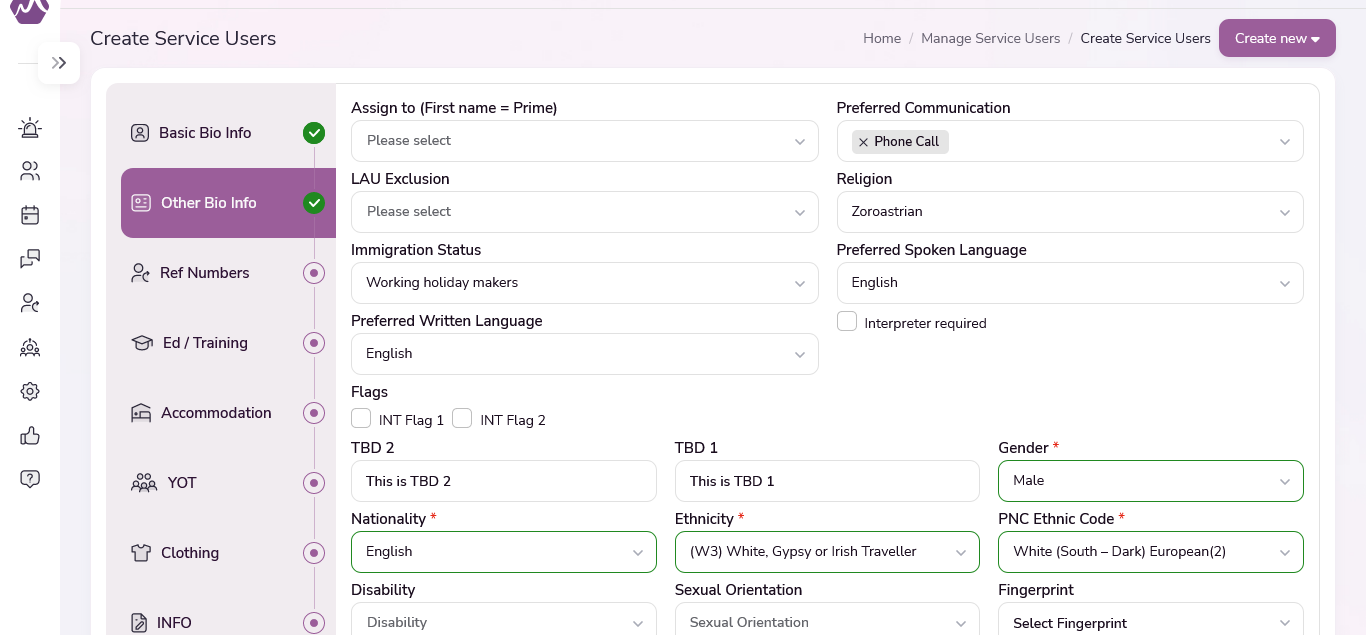 Create Service Users
Home / Manage Service Users / Create Service Users
Create new
Basic Bio Info
Other Bio Info
Ref Numbers
Ed / Training
Accommodation
YOT
Clothing
INFO
Assign to (First name = Prime)
Please select
Preferred Communication
× Phone Call
LAU Exclusion
Please select
Religion
Zoroastrian
Immigration Status
Working holiday makers
Preferred Spoken Language
English
Preferred Written Language
English
Interpreter required
Flags
INT Flag 1 INT Flag 2
TBD 2
This is TBD 2
TBD 1
This is TBD 1
Gender *
Male
Nationality *
English
Ethnicity *
(W3) White, Gypsy or Irish Traveller
PNC Ethnic Code *
White (South – Dark) European(2)
Disability
Disability
Sexual Orientation
Sexual Orientation
Fingerprint
Select Fingerprint